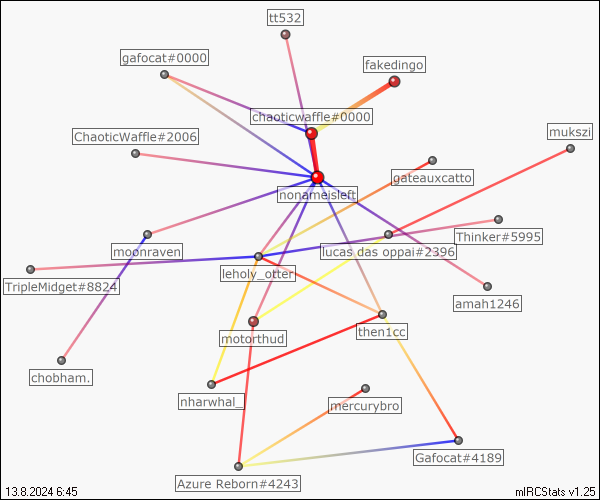 tt532
gafocat#0000
fakedingo
chaoticwaffle#0000
mukszi
ChaoticWaffle#2006
gateauxcatto
nonameisleft
Thinker#5995
moonraven
lucas das oppai#2396
leholy_otter
TripleMidget#8824
amah1246
motorthud
then1cc
chobham.
nharwhal_
mercurybro
Gafocat#4189
Azure Reborn#4243
13.8.2024 6:45
mIRCStats v1.25